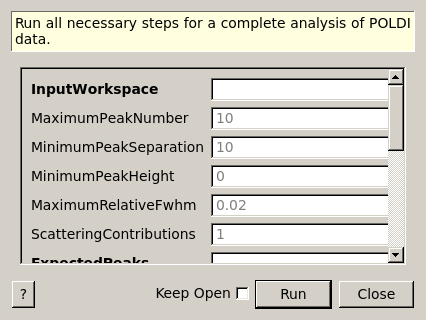 Run all necessary steps for a complete analysis of POLDI
data.
InputWorkspace
MaximumPeakNumber 10
MinimumPeakSeparation 10
MinimumPeakHeight 0
MaximumRelativeFwhm 0.02
ScatteringContributions 1
ExpectedPeaks
? Keep Open Run Close